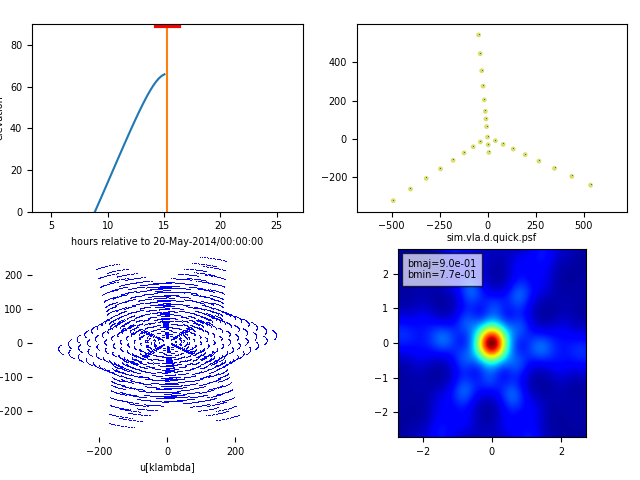 80
60
40
20
0
5 10 15 20 25
hours relative to 20-May-2014/00:00:00
400
200
0
−200
−500 −250 0 250 500
sim.vla.d.quick.psf
200
100
0
−100
−200
−200 0 200
u[klambda]
bmaj=9.0e-01
bmin=7.7e-01
2
1
0
−1
−2
−2 0 2